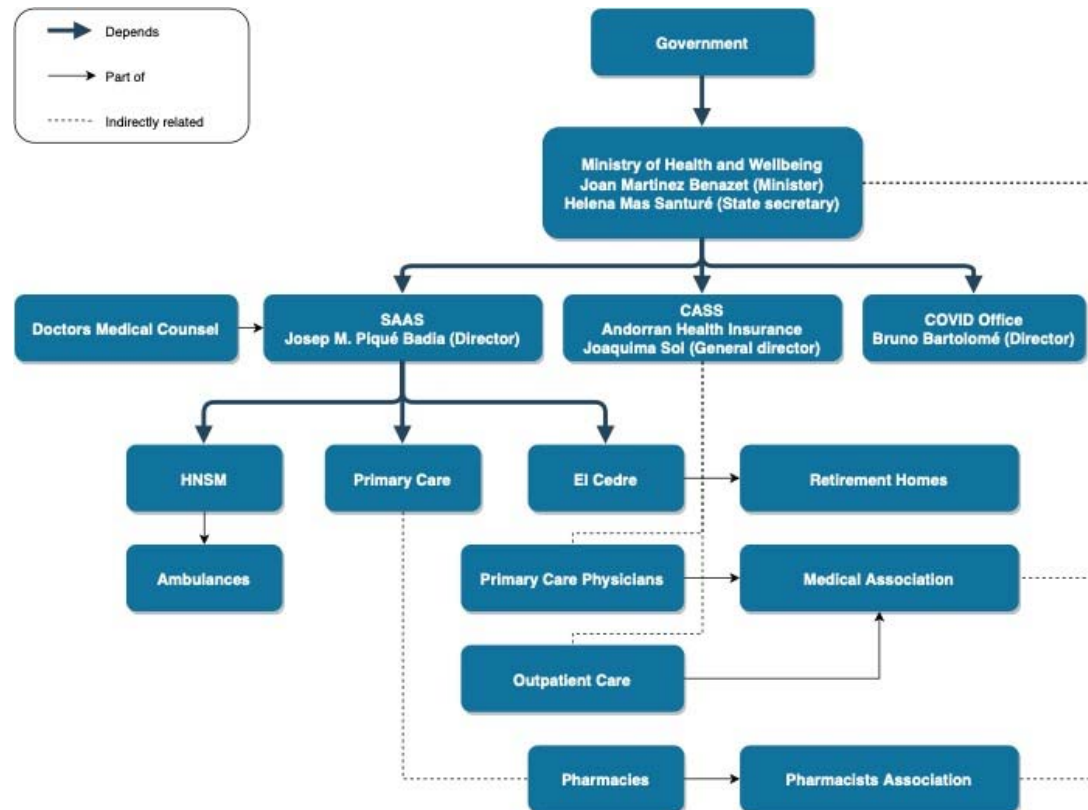 Depends
Part of
Indirectly related
Government
Ministry of Health and Wellbeing
Joan Martinez Benazet (Minister)
Helena Mas Santuré (State secretary)
Doctors Medical Counsel
SAAS
Josep M. Piqué Badia (Director)
CASS
Andorran Health Insurance
Joaquima Sol (General director)
COVID Office
Bruno Bartolomé (Director)
HNSM
Primary Care
El Cedre
Retirement Homes
Ambulances
Primary Care Physicians
Medical Association
Outpatient Care
Pharmacies
Pharmacists Association